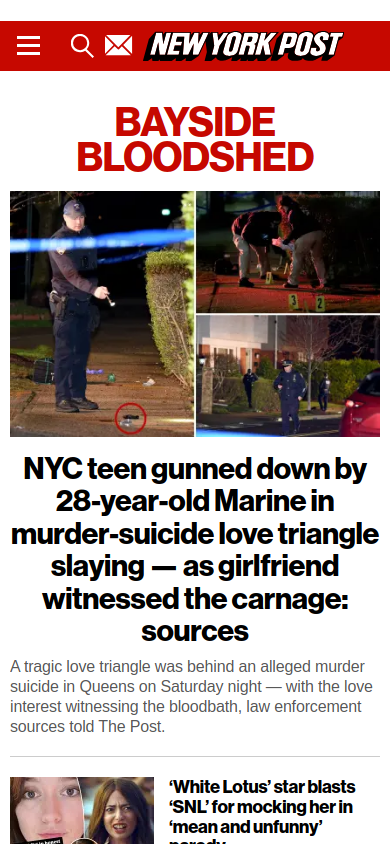 NEW YORK POST
BAYSIDE
BLOODSHED
3 2
NYC teen gunned down by
28-year-old Marine in
murder-suicide love triangle
slaying — as girlfriend
witnessed the carnage:
sources
A tragic love triangle was behind an alleged murder
suicide in Queens on Saturday night — with the love
interest witnessing the bloodbath, law enforcement
sources told The Post.
‘White Lotus’ star blasts
‘SNL’ for mocking her in
‘mean and unfunny’
parody